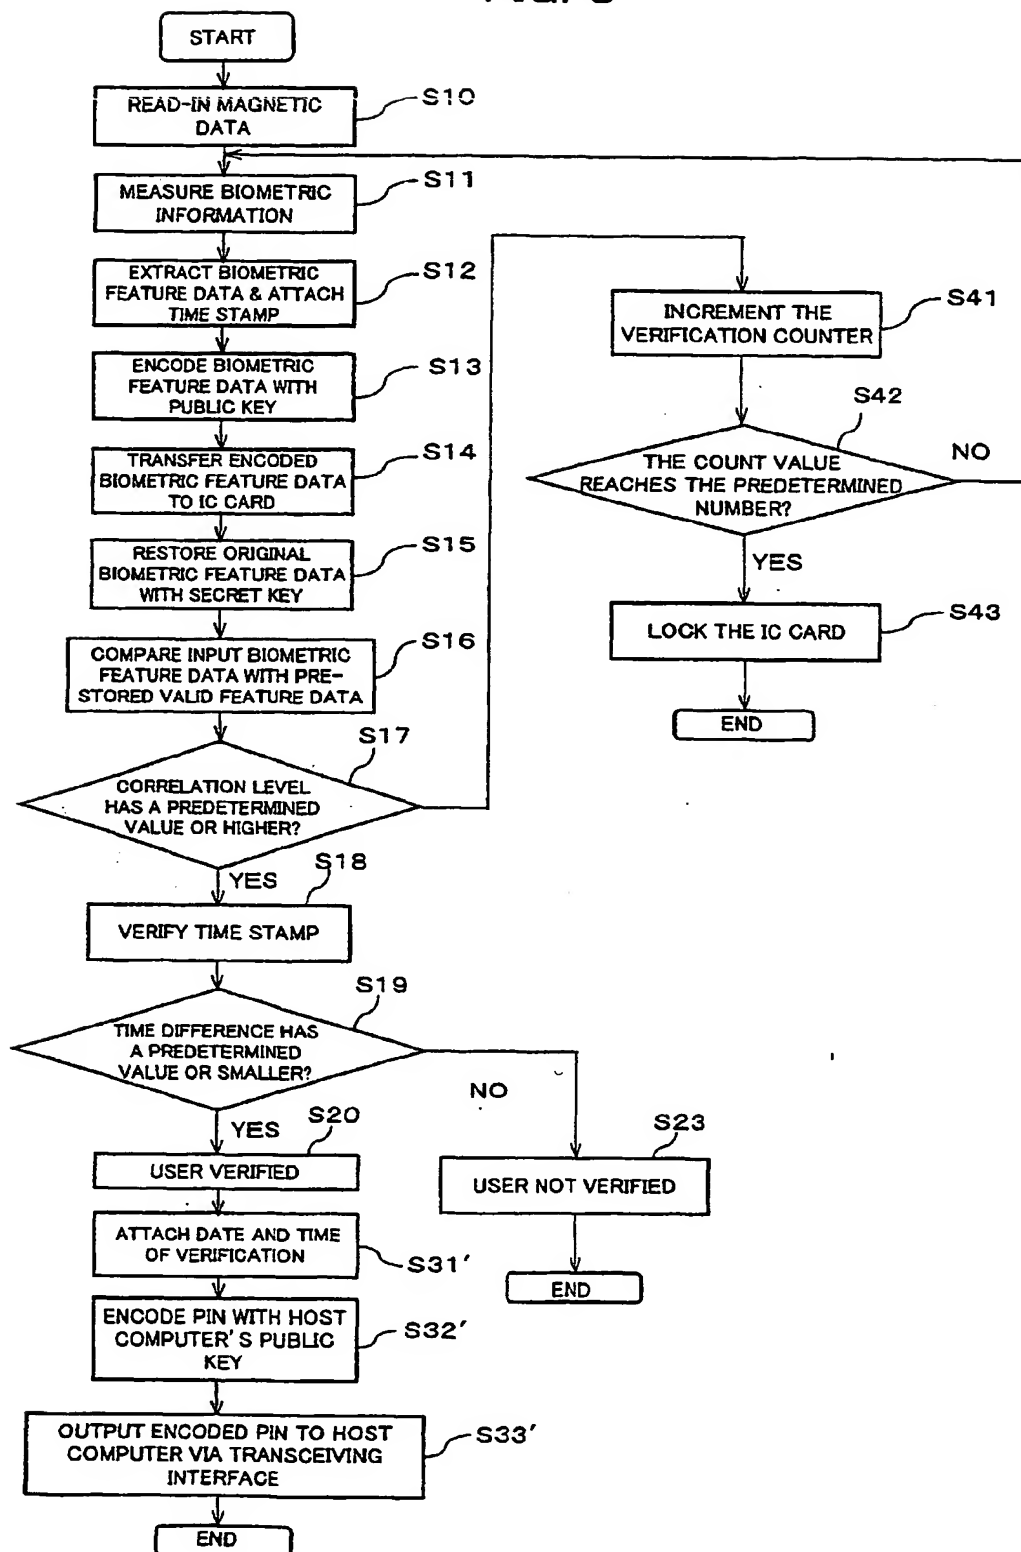 START
READ-IN MAGNETIC
DATA
S10
MEASURE BIOMETRIC
INFORMATION
S11
EXTRACT BIOMETRIC
FEATURE DATA & ATTACH
TIME STAMP
S12
ENCODE BIOMETRIC
FEATURE DATA WITH
PUBLIC KEY
S13
TRANSFER ENCODED
BIOMETRIC FEATURE DATA
TO IC CARD
S14
RESTORE ORIGINAL
BIOMETRIC FEATURE DATA
WITH SECRET KEY
S15
COMPARE INPUT BIOMETRIC
FEATURE DATA WITH PRE-
STORED VALID FEATURE DATA
S16
S17
CORRELATION LEVEL
HAS A PREDETERMINED
VALUE OR HIGHER?
YES
S18
VERIFY TIME STAMP
S19
TIME DIFFERENCE HAS
A PREDETERMINED
VALUE OR SMALLER?
NO
YES
S20
USER VERIFIED
ATTACH DATE AND TIME
OF VERIFICATION
S31'
ENCODE PIN WITH HOST
COMPUTER'S PUBLIC
KEY
S32'
OUTPUT ENCODED PIN TO HOST
COMPUTER VIA TRANSCEIVING
INTERFACE
S33'
END
S23
USER NOT VERIFIED
END
INCREMENT THE
VERIFICATION COUNTER
S41
S42
THE COUNT VALUE
REACHES THE PREDETERMINED
NUMBER?
NO
YES
LOCK THE IC CARD
S43
END